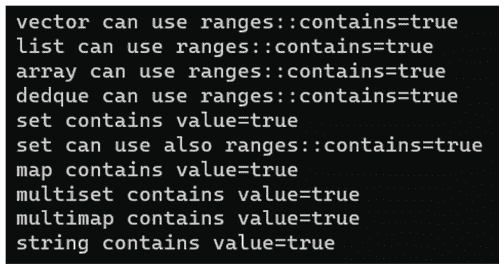 vector can use ranges::contains=true
list can use ranges::contains=true
array can use ranges::contains=true
dedque can use ranges::contains=true
set contains value=true
set can use also ranges::contains=true
map contains value=true
multiset contains value=true
multimap contains value=true
string contains value=true